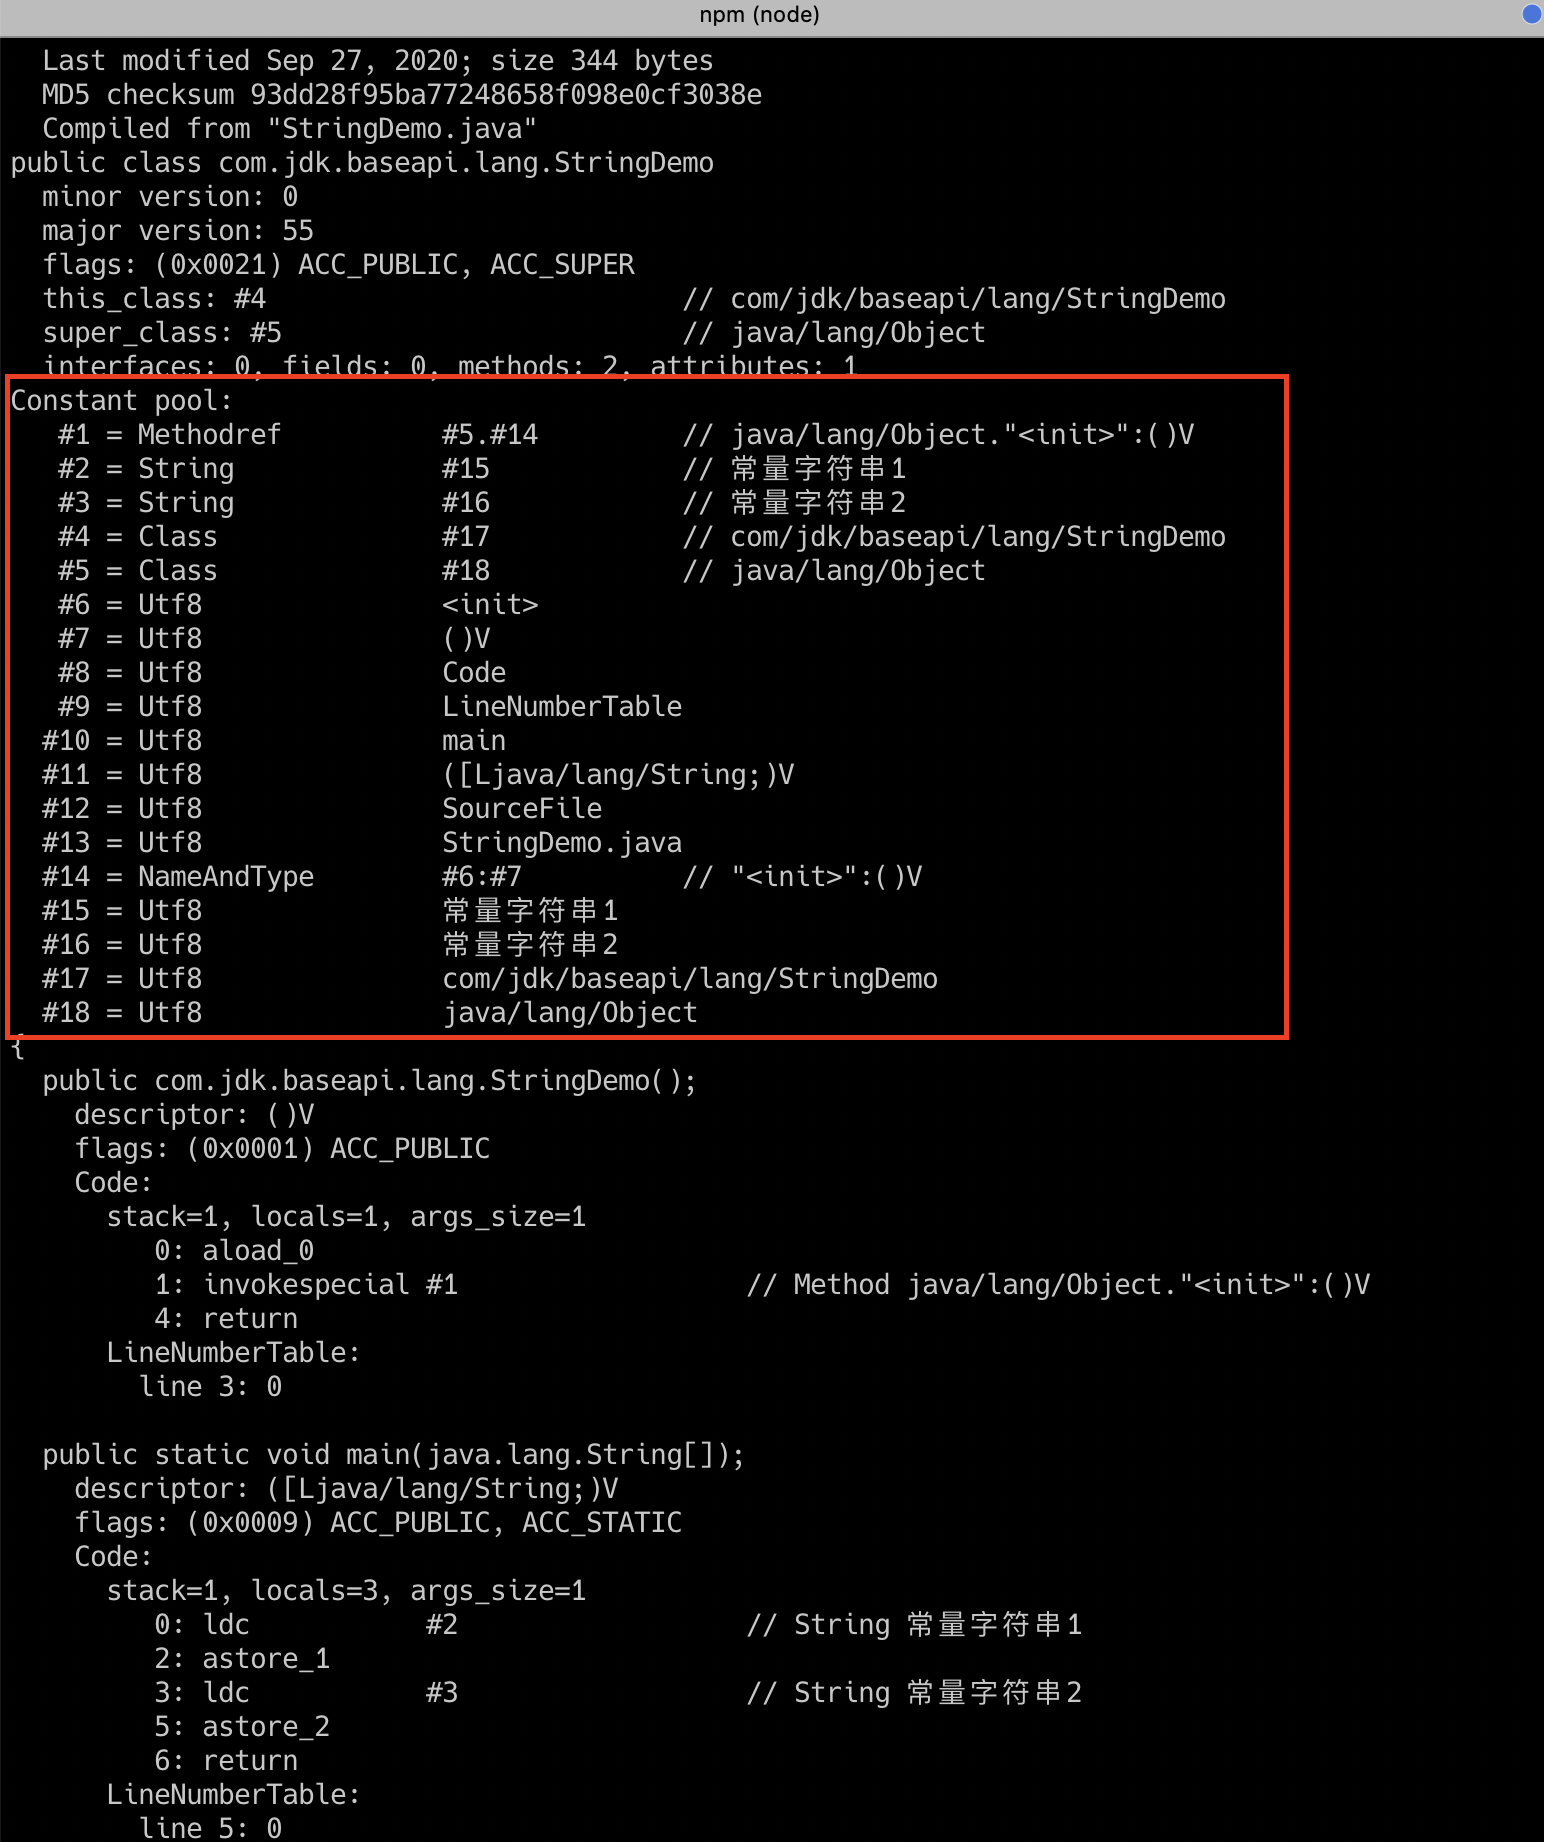 npm (node)
Last modified Sep 27, 2020; size 344 bytes
MD5 checksum 93dd28f95ba77248658f098e0cf3038e
Compiled from "StringDemo.java"
public class com.jdk.baseapi.lang.StringDemo
minor version: 0
major version: 55
flags: (0x0021) ACC_PUBLIC, ACC_SUPER
this_class: #4 // com/jdk/baseapi/lang/StringDemo
super_class: #5 // java/lang/Object
interfaces: 0, fields: 0, methods: 2, attributes: 1
Constant pool:
#1 = Methodref #5.#14 // java/lang/Object."<init>":()V
#2 = String #15 // 常量字符串1
#3 = String #16 // 常量字符串2
#4 = Class #17 // com/jdk/baseapi/lang/StringDemo
#5 = Class #18 // java/lang/Object
#6 = Utf8 <init>
#7 = Utf8 ()V
#8 = Utf8 Code
#9 = Utf8 LineNumberTable
#10 = Utf8 main
#11 = Utf8 ([Ljava/lang/String;)V
#12 = Utf8 SourceFile
#13 = Utf8 StringDemo.java
#14 = NameAndType #6:#7 // "<init>":()V
#15 = Utf8 常量字符串1
#16 = Utf8 常量字符串2
#17 = Utf8 com/jdk/baseapi/lang/StringDemo
#18 = Utf8 java/lang/Object
{
public com.jdk.baseapi.lang.StringDemo();
descriptor: ()V
flags: (0x0001) ACC_PUBLIC
Code:
stack=1, locals=1, args_size=1
0: aload_0
1: invokespecial #1 // Method java/lang/Object."<init>":()V
4: return
LineNumberTable:
line 3: 0
public static void main(java.lang.String[]);
descriptor: ([Ljava/lang/String;)V
flags: (0x0009) ACC_PUBLIC, ACC_STATIC
Code:
stack=1, locals=3, args_size=1
0: ldc #2 // String 常量字符串1
2: astore_1
3: ldc #3 // String 常量字符串2
5: astore_2
6: return
LineNumberTable:
line 5: 0